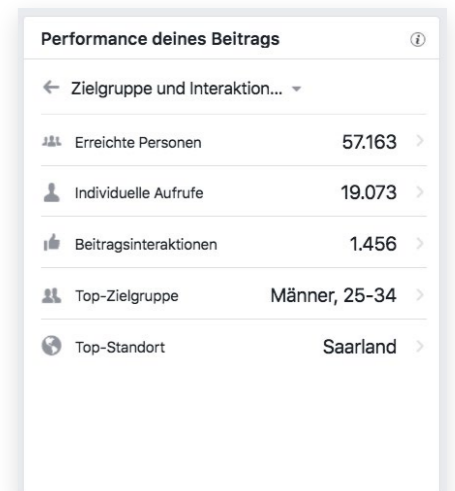 Performance deines Beitrags
Zielgruppe und Interaktion...
Erreichte Personen 57.163
Individuelle Aufrufe 19.073
Beitragsinteraktionen 1.456
Top-Zielgruppe Männer, 25-34
Top-Standort Saarland